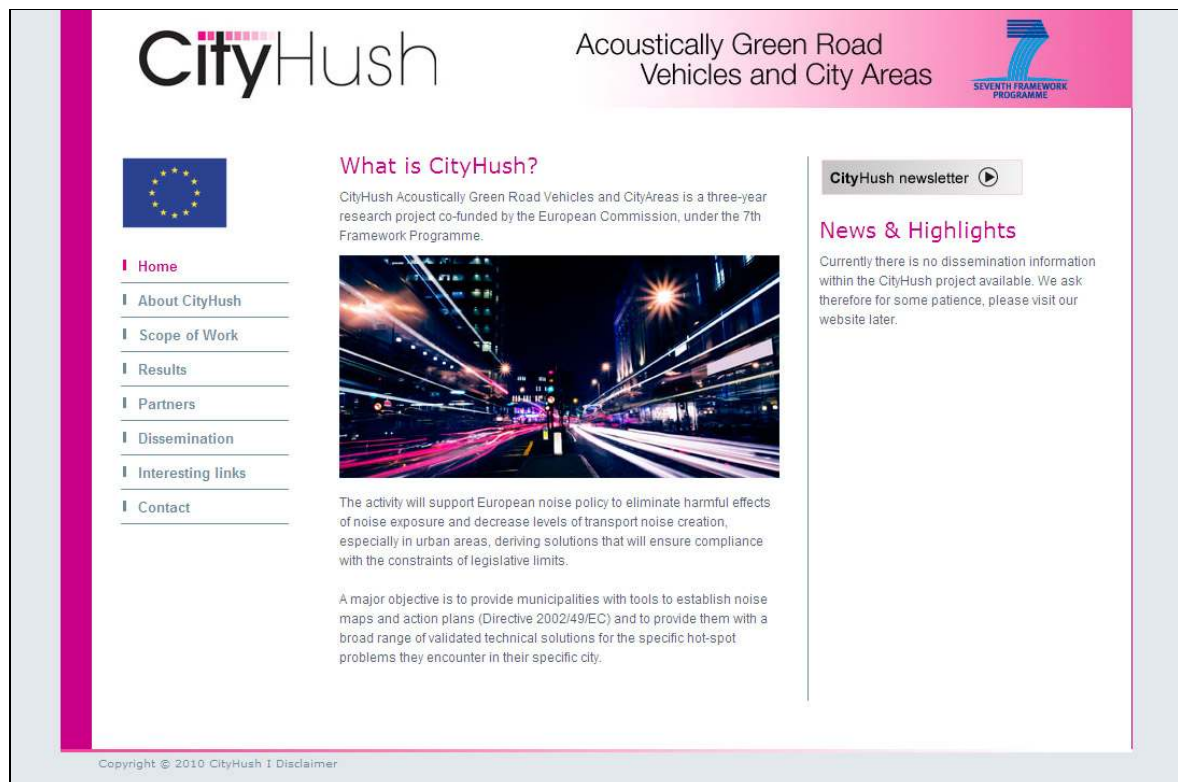 CityHush
Acoustically Green Road
Vehicles and City Areas
7
SEVENTH FRAMEWORK
PROGRAMME
Home
About CityHush
Scope of Work
Results
Partners
Dissemination
Interesting links
Contact
What is CityHush?
CityHush Acoustically Green Road Vehicles and CityAreas is a three-year
research project co-funded by the European Commission, under the 7th
Framework Programme.
The activity will support European noise policy to eliminate harmful effects
of noise exposure and decrease levels of transport noise creation,
especially in urban areas, deriving solutions that will ensure compliance
with the constraints of legislative limits.
A major objective is to provide municipalities with tools to establish noise
maps and action plans (Directive 2002/49/EC) and to provide them with a
broad range of validated technical solutions for the specific hot-spot
problems they encounter in their specific city.
CityHush newsletter
News & Highlights
Currently there is no dissemination information
within the CityHush project available. We ask
therefore for some patience, please visit our
website later.
Copyright © 2010 CityHush I Disclaimer